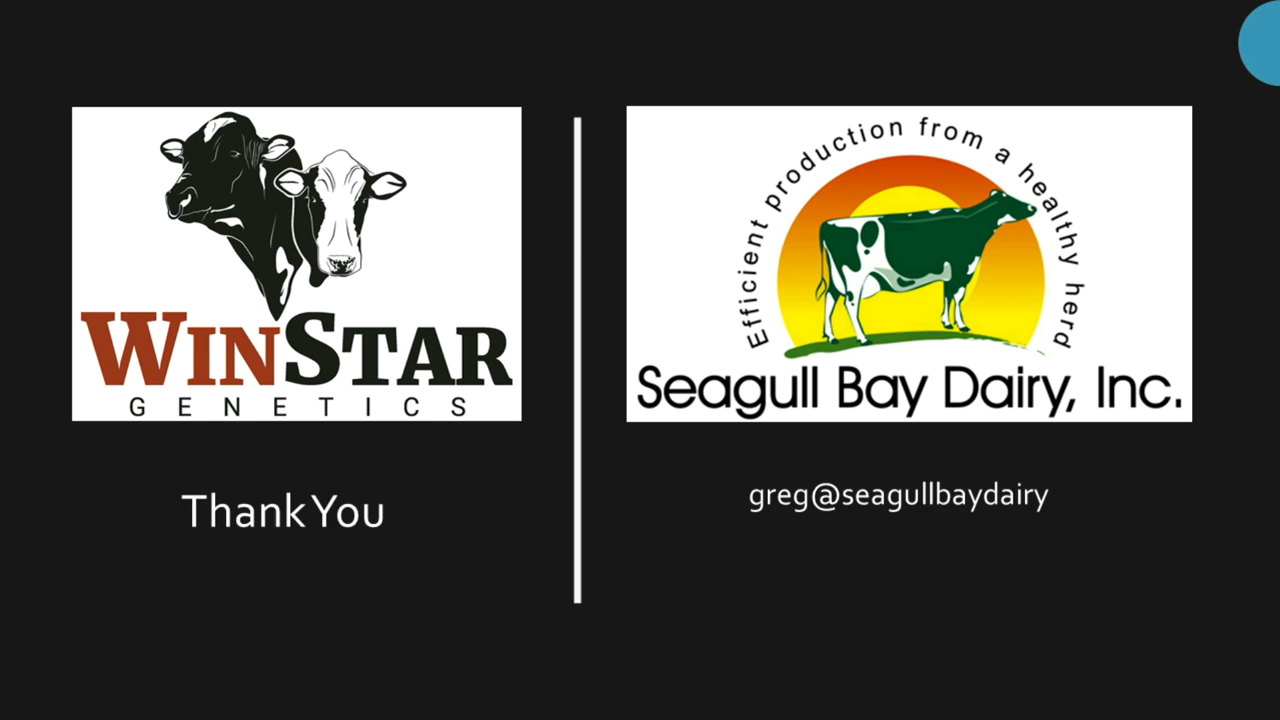 WINSTAR
GENETICS
Thank You
Efficient production from a healthy herd
Seagull Bay Dairy, Inc.
greg@seagullbaydairy